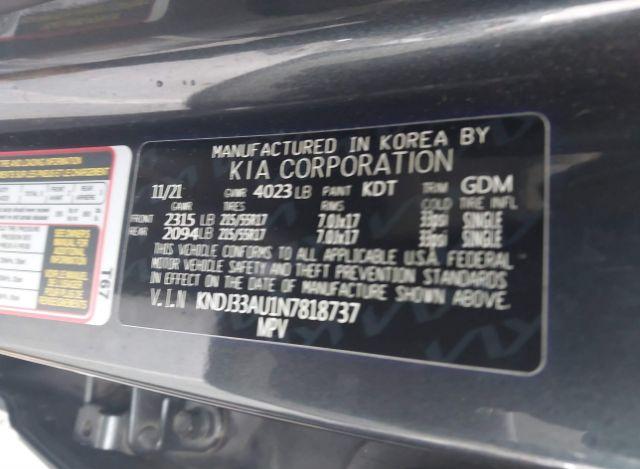 MANUFACTURED IN KOREA BY
KIA CORPORATION
11/21 GVWR 4023 LB PAINT KDT TRIM GDM
TIRES RIMS COLD TIRE INFL
FRONT 2315 LB 215/55R17 7.0Jx17 33psi SINGLE
REAR 2094 LB 215/55R17 7.0Jx17 33psi SINGLE
THIS VEHICLE CONFORMS TO ALL APPLICABLE U.S.A. FEDERAL
MOTOR VEHICLE SAFETY AND THEFT PREVENTION STANDARDS
IN EFFECT ON THE DATE OF MANUFACTURE SHOWN ABOVE.
V.I.N KNDJ33AU1N7818737
MPV
T67